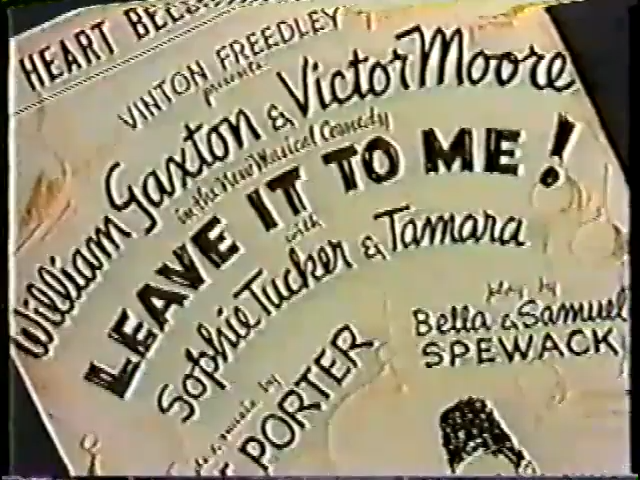 HEART
VINTON FREEDLEY
presents
William Gaxton & Victor Moore
in the New Musical Comedy
LEAVE IT TO ME!
with
Sophie Tucker & Tamara
play by
Bella & Samuel
SPEWACK
by
PORTER